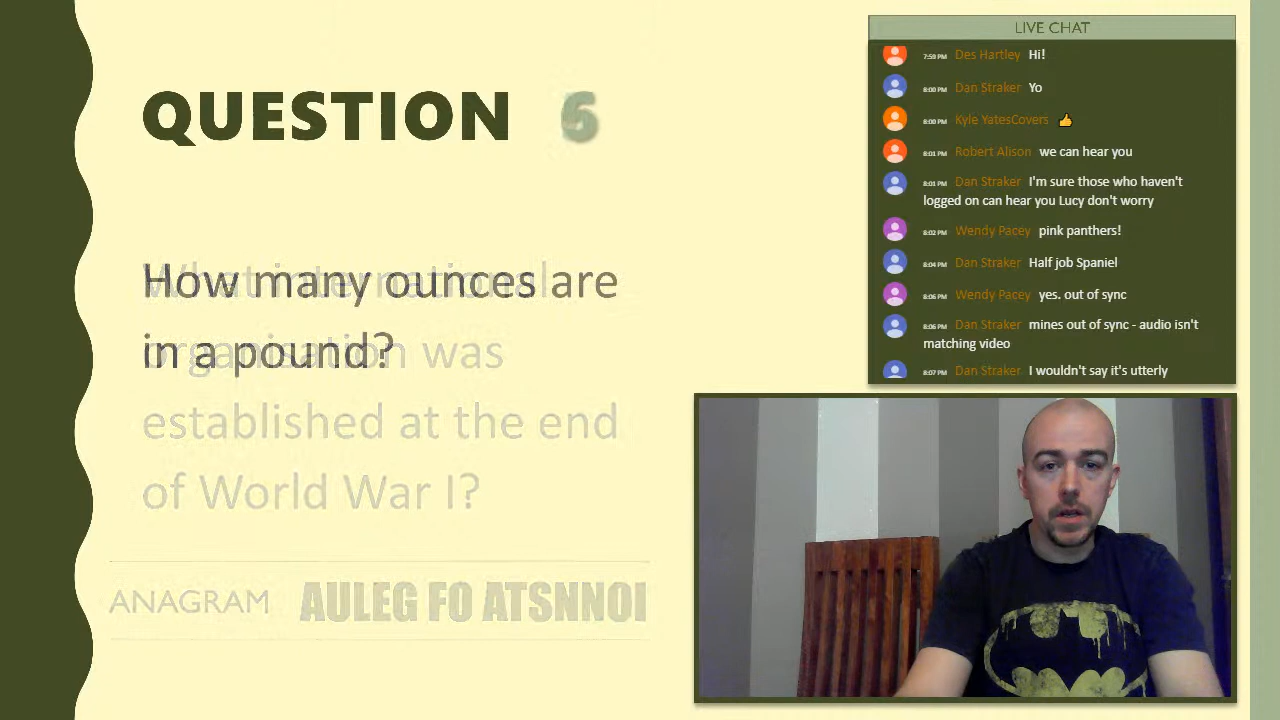 QUESTION 6
How many ounces are
in a pound?
What international
organisation was
established at the end
of World War I?
ANAGRAM AULEG FO ATSNNOI
LIVE CHAT
7:59 PM Des Hartley Hi!
8:00 PM Dan Straker Yo
8:00 PM Kyle YatesCovers 👍
8:01 PM Robert Alison we can hear you
8:01 PM Dan Straker I'm sure those who haven't
logged on can hear you Lucy don't worry
8:02 PM Wendy Pacey pink panthers!
8:04 PM Dan Straker Half job Spaniel
8:06 PM Wendy Pacey yes. out of sync
8:06 PM Dan Straker mines out of sync - audio isn't
matching video
8:07 PM Dan Straker I wouldn't say it's utterly